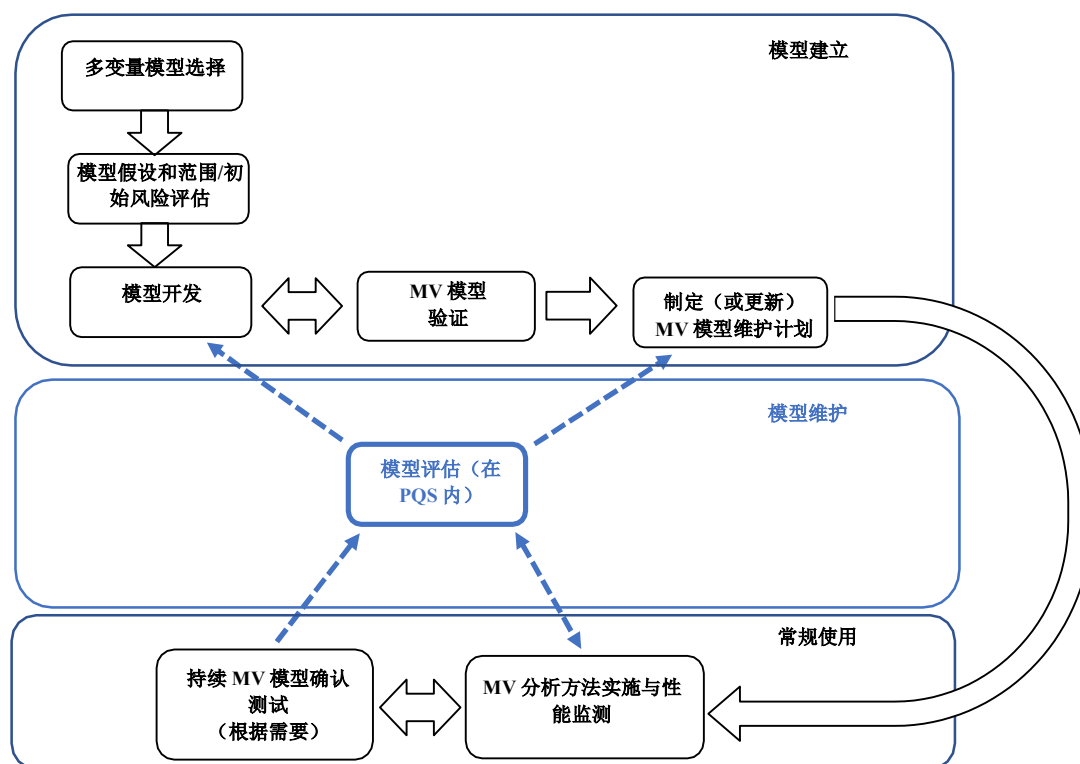 模型建立
多变量模型选择
模型假设和范围/初
始风险评估
模型开发
MV 模型
验证
制定（或更新）
MV 模型维护计划
模型维护
模型评估（在
PQS 内）
常规使用
持续 MV 模型确认
测试
（根据需要）
MV 分析方法实施与性
能监测